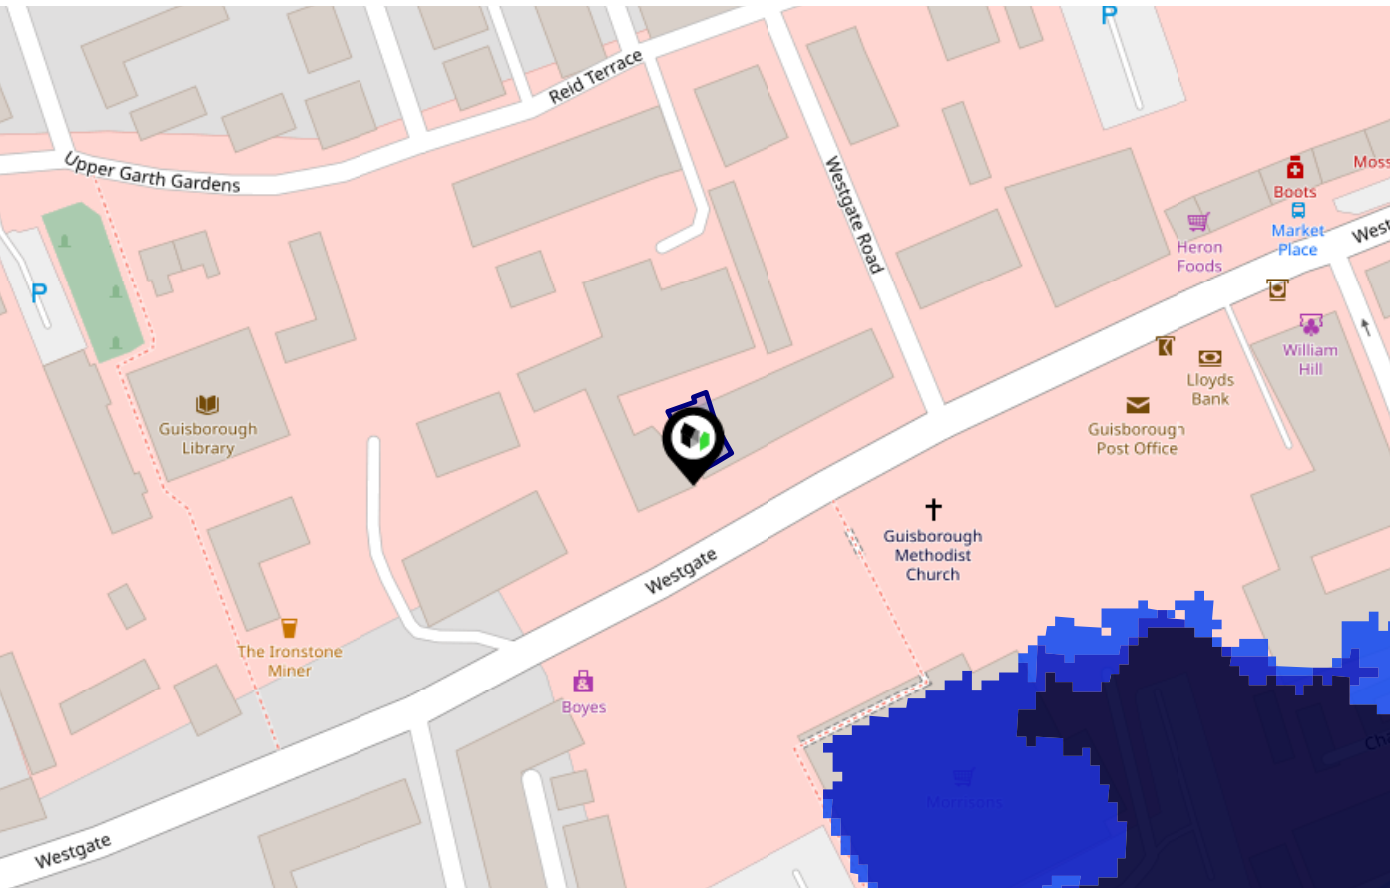 P
Reid Terrace
Upper Garth Gardens
Westgate Road
Moss
Boots
Market
Place
West
Heron
Foods
P
William
Hill
Lloyds
Bank
Guisborough
Library
Guisborough
Post Office
Guisborough
Methodist
Church
Westgate
The Ironstone
Miner
Boyes
Ch
Morrisons
Westgate